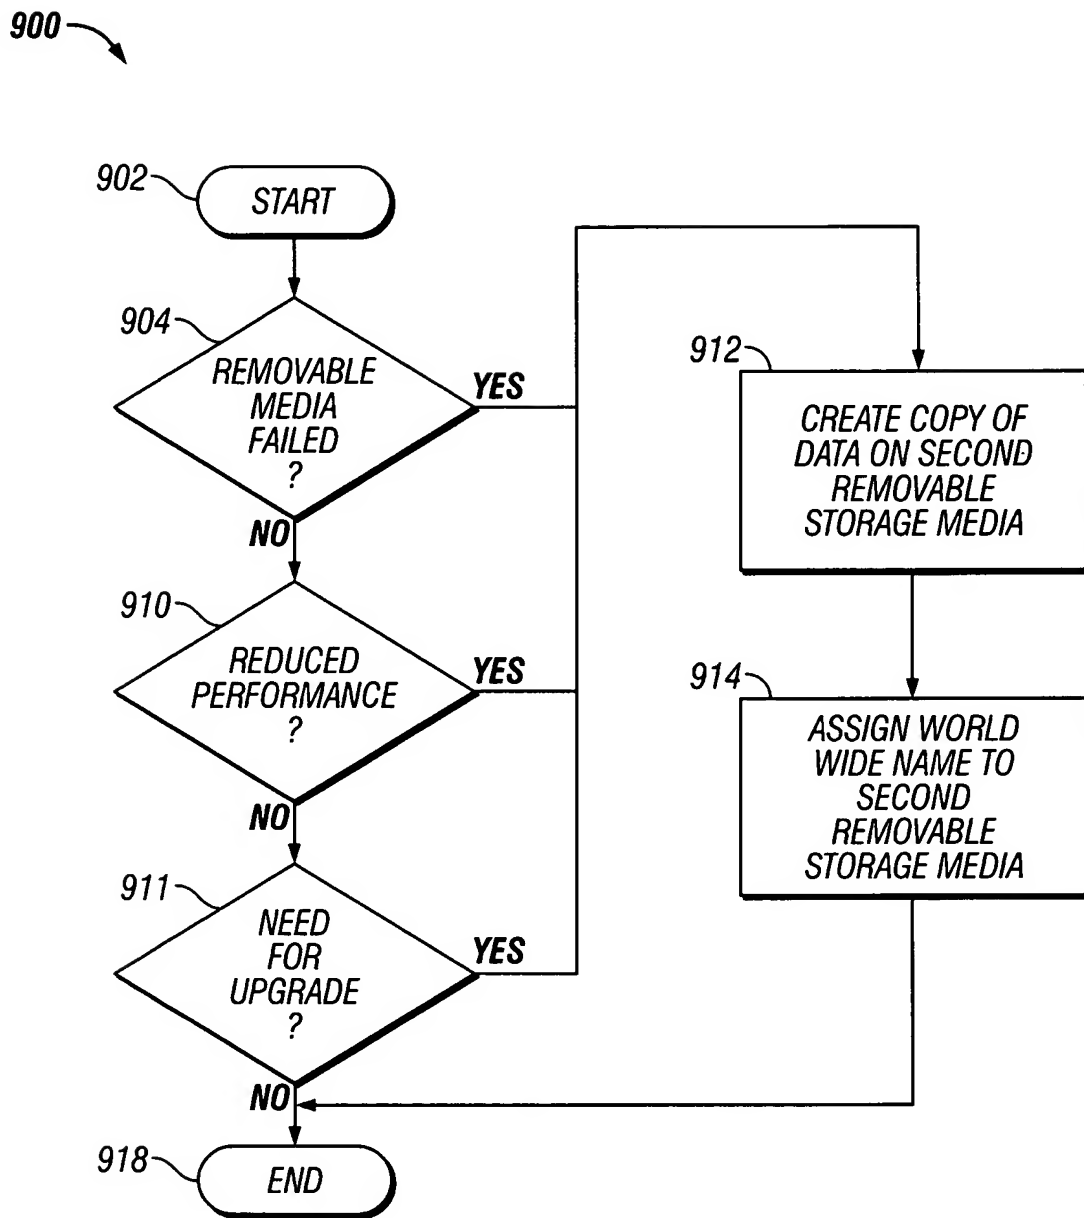 900
902
START
904
REMOVABLE
MEDIA
FAILED
?
YES
NO
910
REDUCED
PERFORMANCE
?
YES
NO
911
NEED
FOR
UPGRADE
?
YES
NO
918
END
912
CREATE COPY OF
DATA ON SECOND
REMOVABLE
STORAGE MEDIA
914
ASSIGN WORLD
WIDE NAME TO
SECOND
REMOVABLE
STORAGE MEDIA